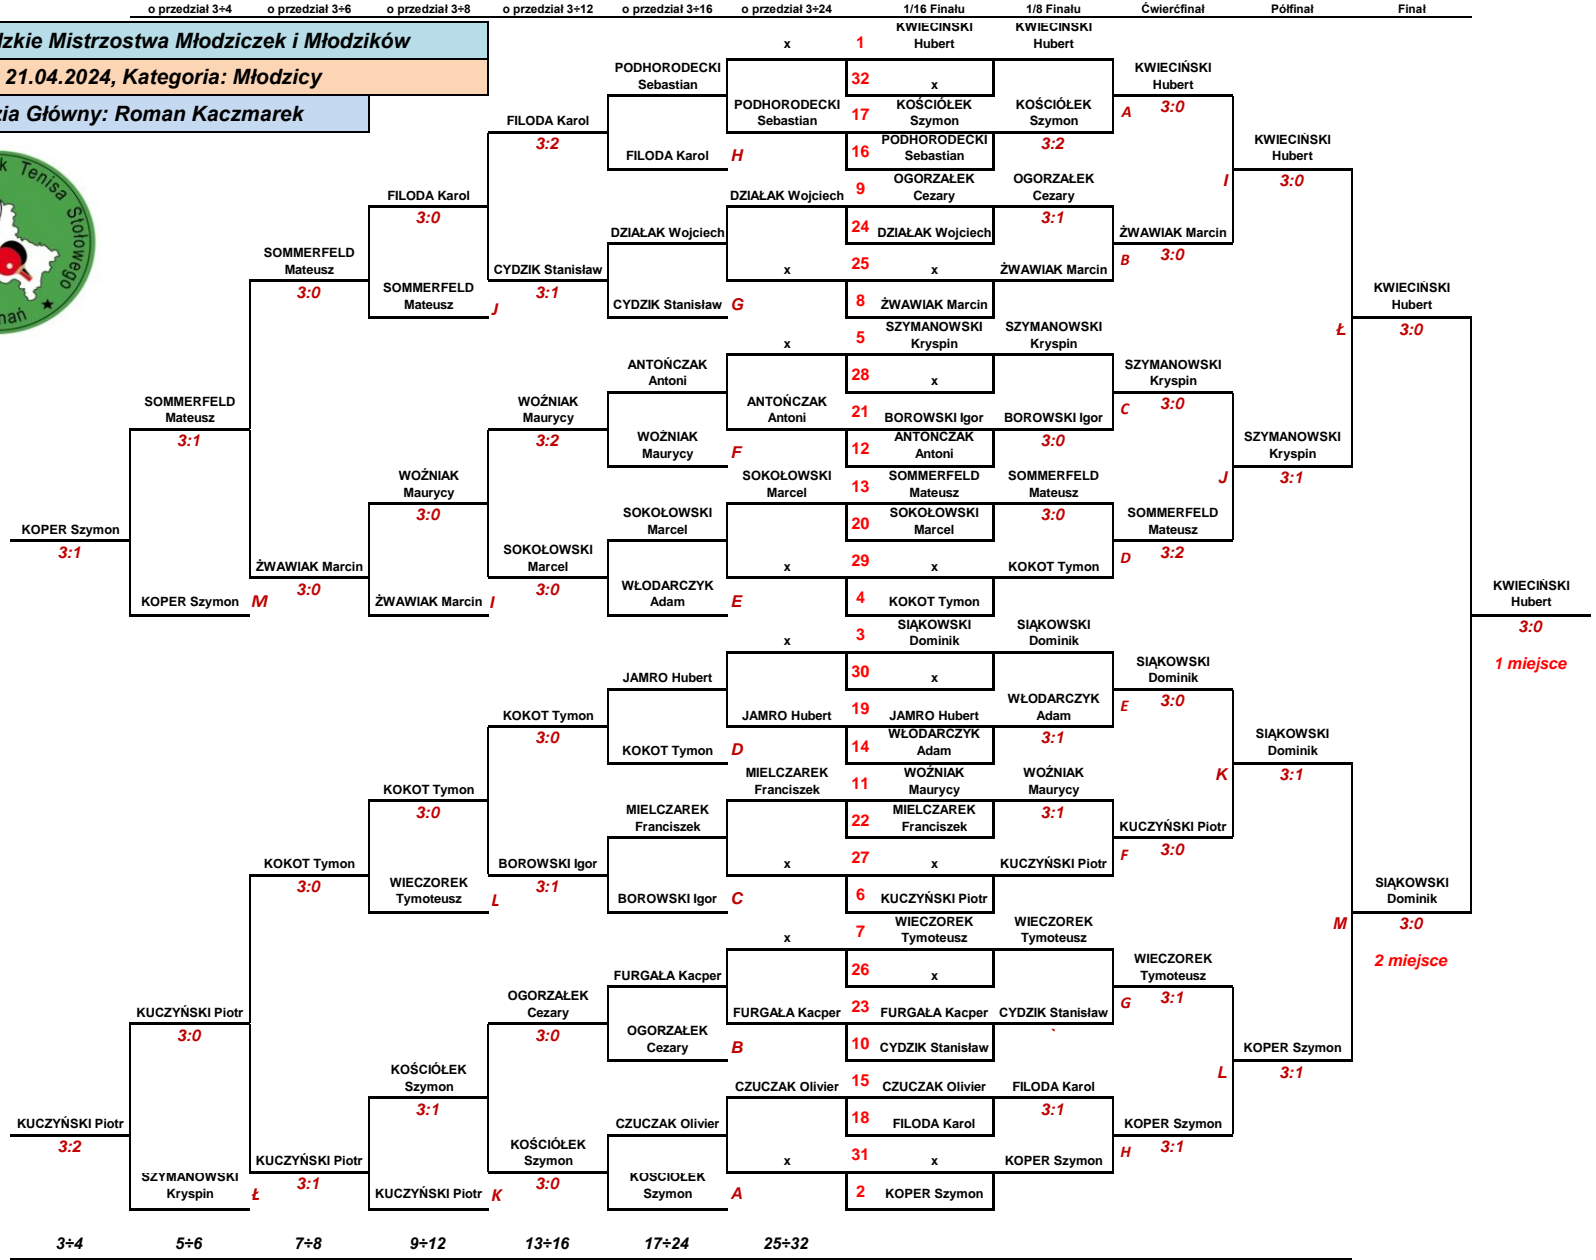 o przedział 3÷4 o przedział 3÷6 o przedział 3÷8 o przedział 3÷12 o przedział 3÷16 o przedział 3÷24 1/16 Finału 1/8 Finału Ćwierćfinał Półfinał Finał
dzkie Mistrzostwa Młodziczek i Młodzików
21.04.2024, Kategoria: Młodzicy
zia Główny: Roman Kaczmarek
k Tenisa Stołowego
nań
KOPER Szymon
3:1
KUCZYŃSKI Piotr
3:2
SOMMERFELD
Mateusz
3:1
KOPER Szymon M
KUCZYŃSKI Piotr
3:0
SZYMANOWSKI
Kryspin Ł
SOMMERFELD
Mateusz
3:0
ŻWAWIAK Marcin
3:0
KOKOT Tymon
3:0
KUCZYŃSKI Piotr
3:1
FILODA Karol
3:0
SOMMERFELD
Mateusz J
WOŹNIAK
Maurycy
3:0
ŻWAWIAK Marcin I
KOKOT Tymon
3:0
WIECZOREK
Tymoteusz L
KOŚCIÓŁEK
Szymon
3:1
KUCZYŃSKI Piotr K
FILODA Karol
3:2
CYDZIK Stanisław
3:1
WOŹNIAK
Maurycy
3:2
SOKOŁOWSKI
Marcel
3:0
KOKOT Tymon
3:0
BOROWSKI Igor
3:1
OGORZAŁEK
Cezary
3:0
KOŚCIÓŁEK
Szymon
3:0
PODHORODECKI
Sebastian
FILODA Karol H
DZIAŁAK Wojciech
CYDZIK Stanisław G
ANTOŃCZAK
Antoni
WOŹNIAK
Maurycy F
SOKOŁOWSKI
Marcel
WŁODARCZYK
Adam E
JAMRO Hubert
KOKOT Tymon D
MIELCZAREK
Franciszek
BOROWSKI Igor C
FURGAŁA Kacper
OGORZAŁEK
Cezary B
CZUCZAK Olivier
KOŚCIÓŁEK
Szymon A
x
PODHORODECKI
Sebastian
DZIAŁAK Wojciech
x
x
ANTOŃCZAK
Antoni
SOKOŁOWSKI
Marcel
x
x
JAMRO Hubert
MIELCZAREK
Franciszek
x
x
FURGAŁA Kacper
CZUCZAK Olivier
x
1 KWIECIŃSKI
Hubert
32 x
17 KOŚCIÓŁEK
Szymon
16 PODHORODECKI
Sebastian
9 OGORZAŁEK
Cezary
24 DZIAŁAK Wojciech
25 x
8 ŻWAWIAK Marcin
5 SZYMANOWSKI
Kryspin
28 x
21 BOROWSKI Igor
12 ANTOŃCZAK
Antoni
13 SOMMERFELD
Mateusz
20 SOKOŁOWSKI
Marcel
29 x
4 KOKOT Tymon
3 SIĄKOWSKI
Dominik
30 x
19 JAMRO Hubert
14 WŁODARCZYK
Adam
11 WOŹNIAK
Maurycy
22 MIELCZAREK
Franciszek
27 x
6 KUCZYŃSKI Piotr
7 WIECZOREK
Tymoteusz
26 x
23 FURGAŁA Kacper
10 CYDZIK Stanisław
15 CZUCZAK Olivier
18 FILODA Karol
31 x
2 KOPER Szymon
KWIECIŃSKI
Hubert
KOŚCIÓŁEK
Szymon
3:2
OGORZAŁEK
Cezary
3:1
ŻWAWIAK Marcin
SZYMANOWSKI
Kryspin
BOROWSKI Igor
3:0
SOMMERFELD
Mateusz
3:0
KOKOT Tymon
SIĄKOWSKI
Dominik
WŁODARCZYK
Adam
3:1
WOŹNIAK
Maurycy
3:1
KUCZYŃSKI Piotr
WIECZOREK
Tymoteusz
CYDZIK Stanisław
`
FILODA Karol
3:1
KOPER Szymon
KWIECIŃSKI
Hubert
A 3:0
ŻWAWIAK Marcin
B 3:0
SZYMANOWSKI
Kryspin
C 3:0
SOMMERFELD
Mateusz
D 3:2
SIĄKOWSKI
Dominik
E 3:0
KUCZYŃSKI Piotr
F 3:0
WIECZOREK
Tymoteusz
G 3:1
KOPER Szymon
H 3:1
KWIECIŃSKI
Hubert
I 3:0
SZYMANOWSKI
Kryspin
J 3:1
SIĄKOWSKI
Dominik
K 3:1
KOPER Szymon
L 3:1
KWIECIŃSKI
Hubert
Ł 3:0
SIĄKOWSKI
Dominik
M 3:0
2 miejsce
KWIECIŃSKI
Hubert
3:0
1 miejsce
3÷4 5÷6 7÷8 9÷12 13÷16 17÷24 25÷32